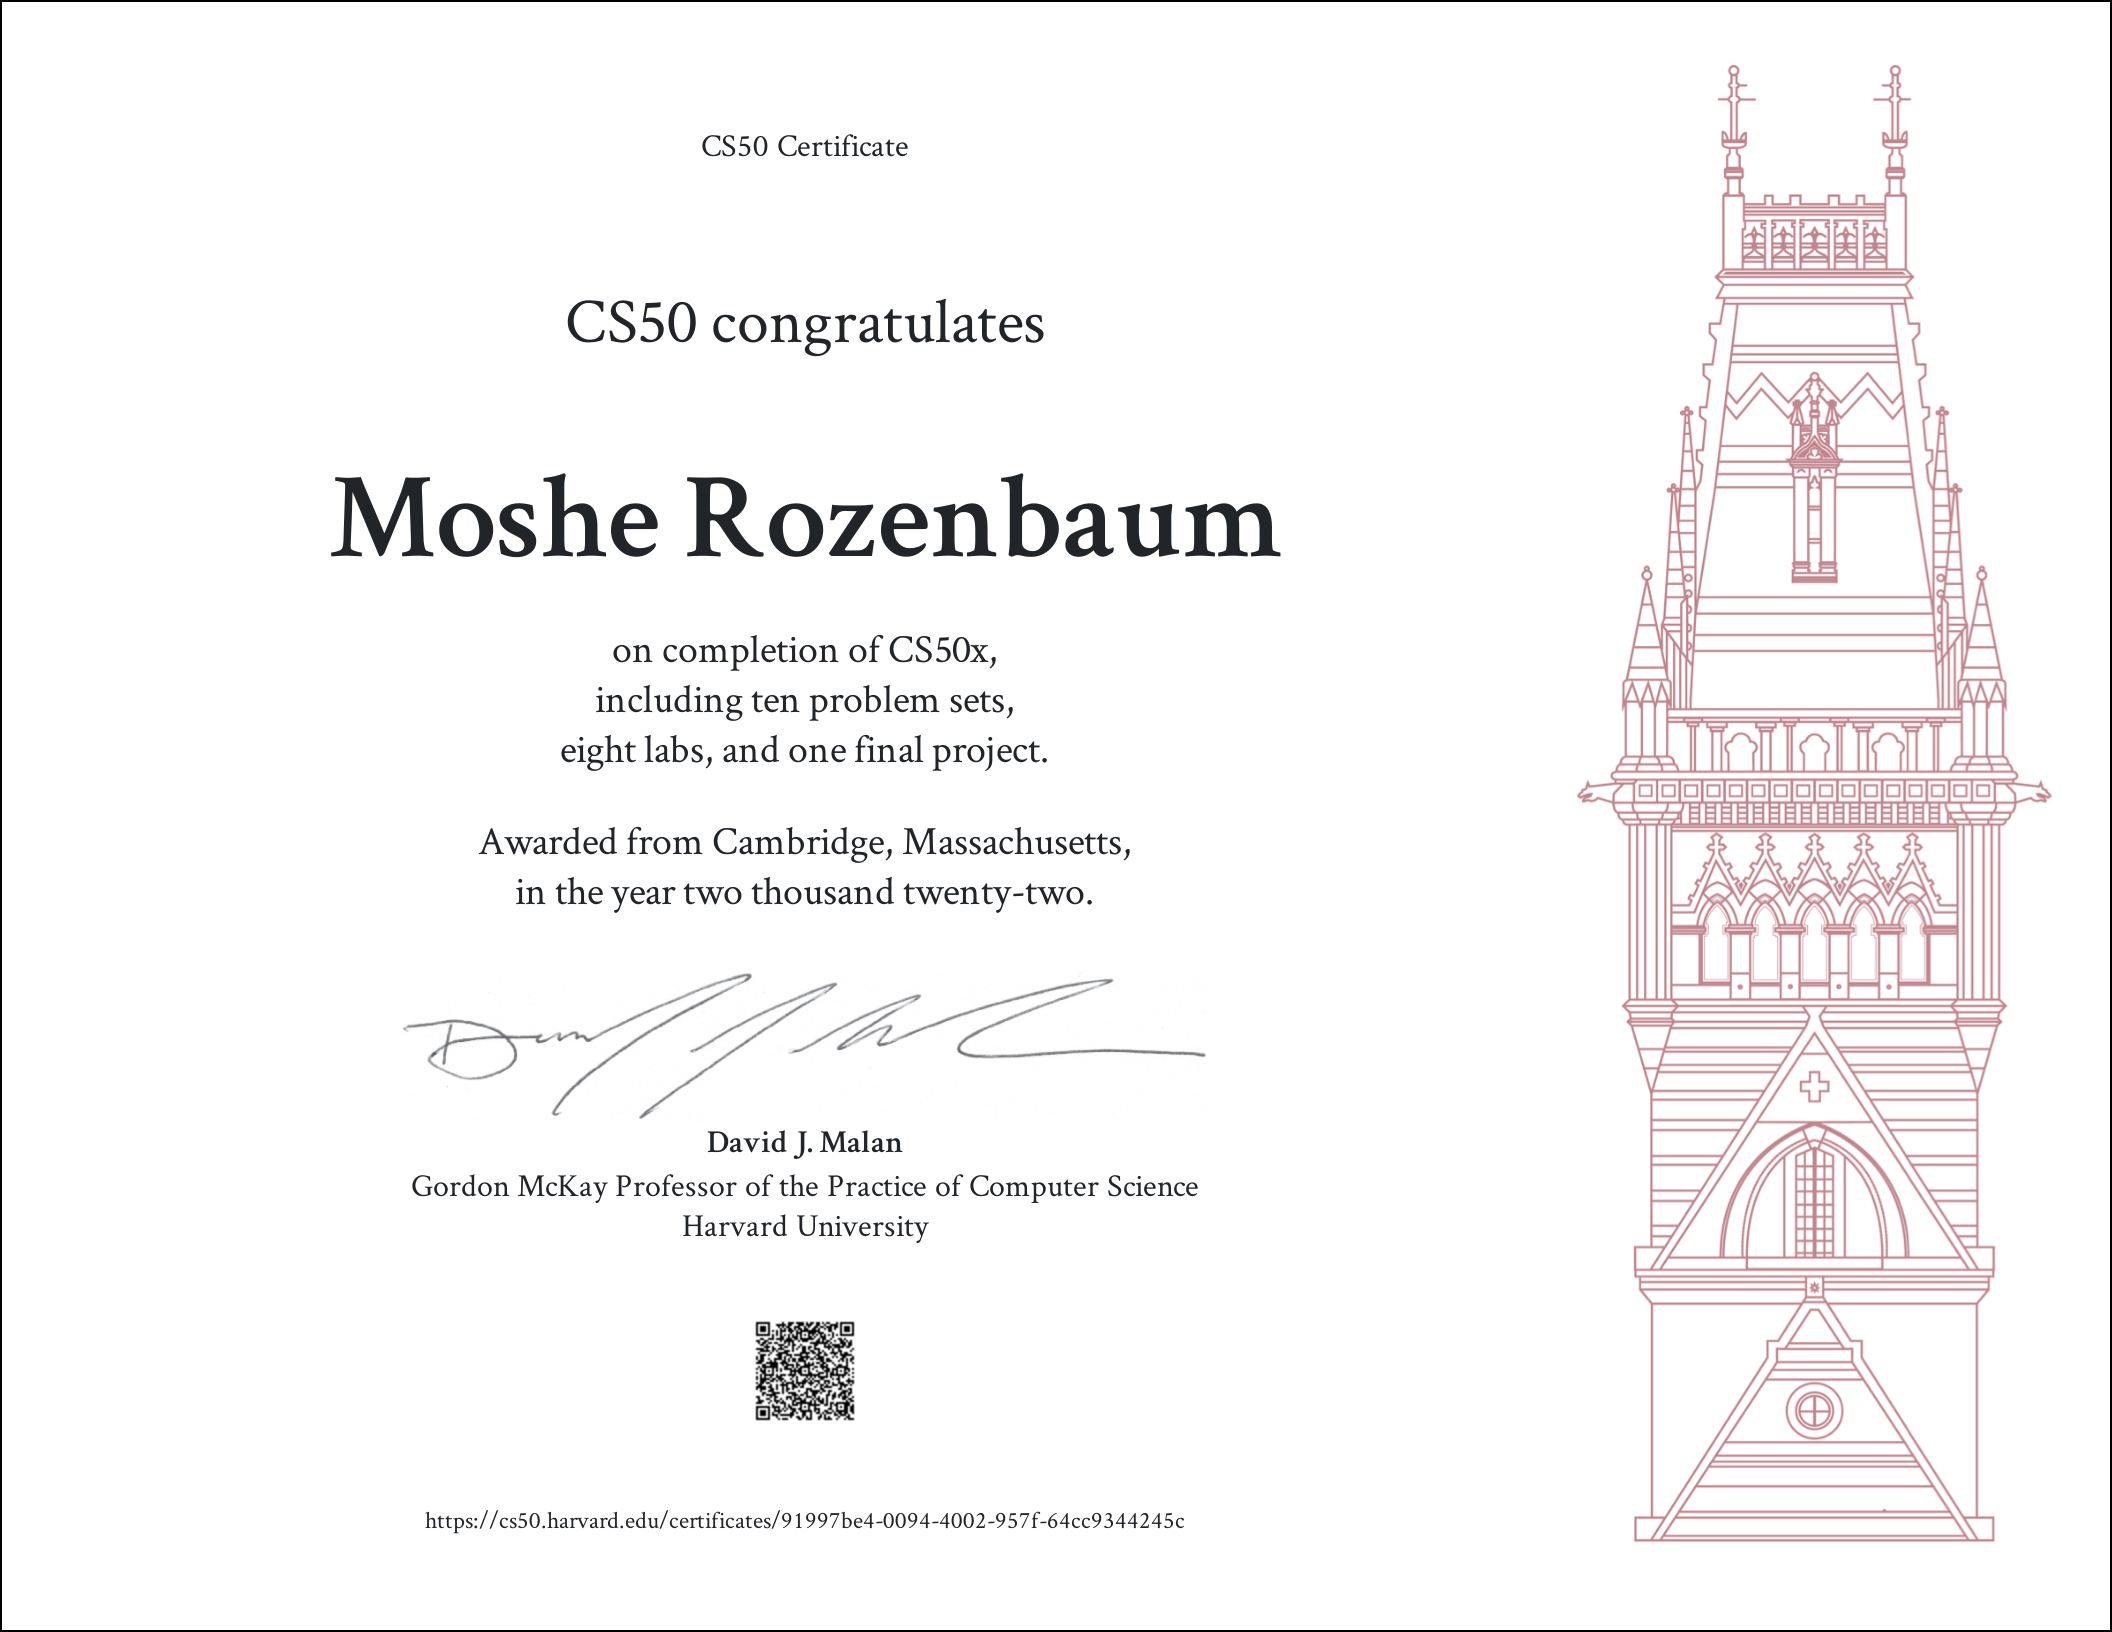 CS50 Certificate
CS50 congratulates
Moshe Rozenbaum
on completion of CS50x,
including ten problem sets,
eight labs, and one final project.
Awarded from Cambridge, Massachusetts,
in the year two thousand twenty-two.
David J. Malan
Gordon McKay Professor of the Practice of Computer Science
Harvard University
https://cs50.harvard.edu/certificates/91997be4-0094-4002-957f-64cc9344245c